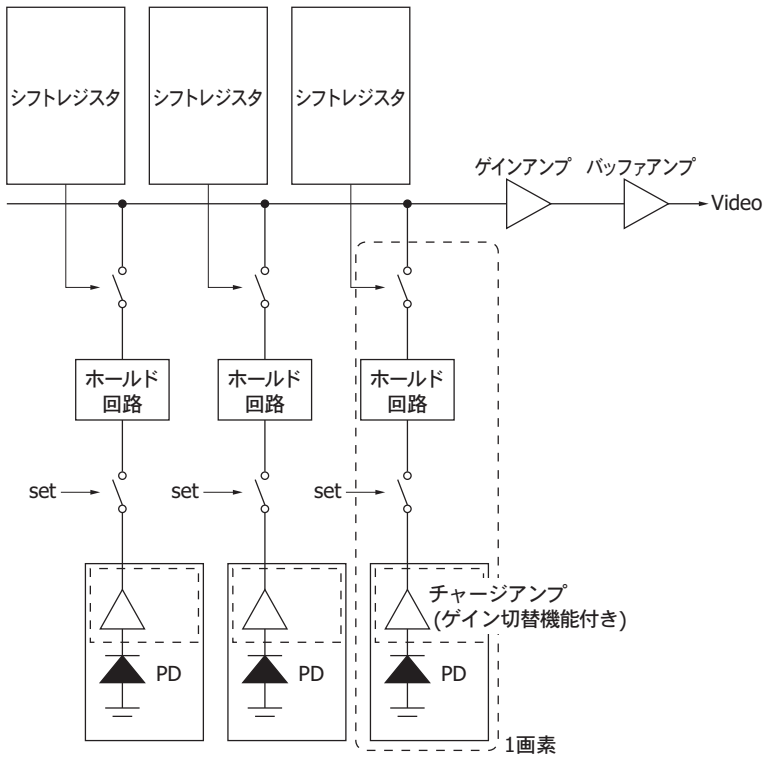 シフトレジスタ
シフトレジスタ
シフトレジスタ
ゲインアンプ
バッファアンプ
Video
ホールド
回路
ホールド
回路
ホールド
回路
set
set
set
チャージアンプ
(ゲイン切替機能付き)
PD
PD
PD
1画素